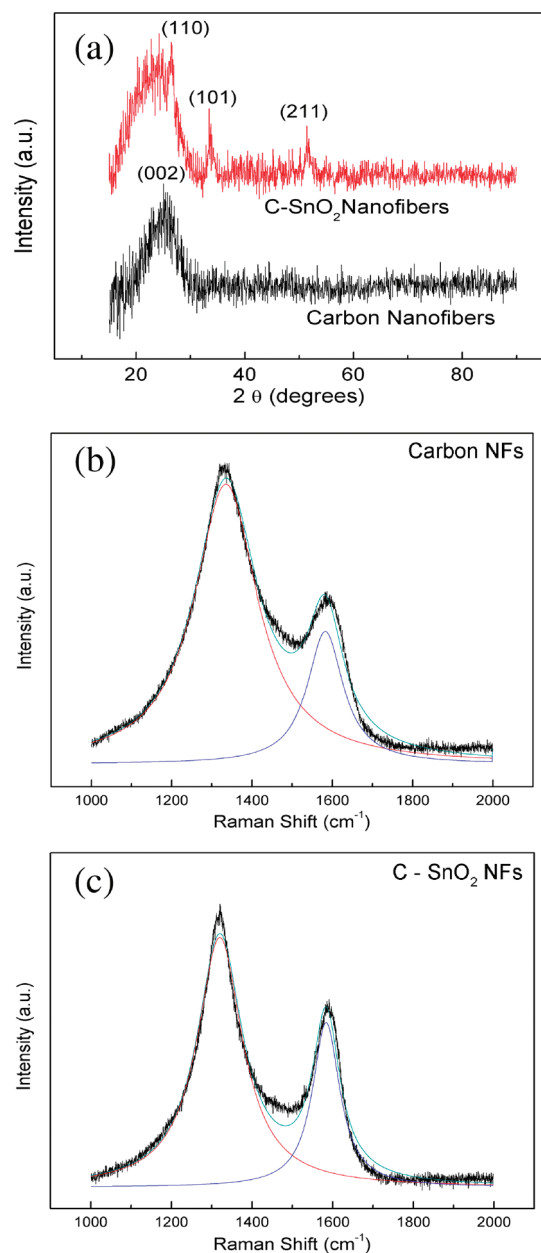 (a)
(110)
(101)
(211)
(002)
C-SnO₂Nanofibers
Carbon Nanofibers
Intensity (a.u.)
20 40 60 80
2 θ (degrees)
(b)
Carbon NFs
Intensity (a.u.)
1000 1200 1400 1600 1800 2000
Raman Shift (cm⁻¹)
(c)
C - SnO₂ NFs
Intensity (a.u.)
1000 1200 1400 1600 1800 2000
Raman Shift (cm⁻¹)